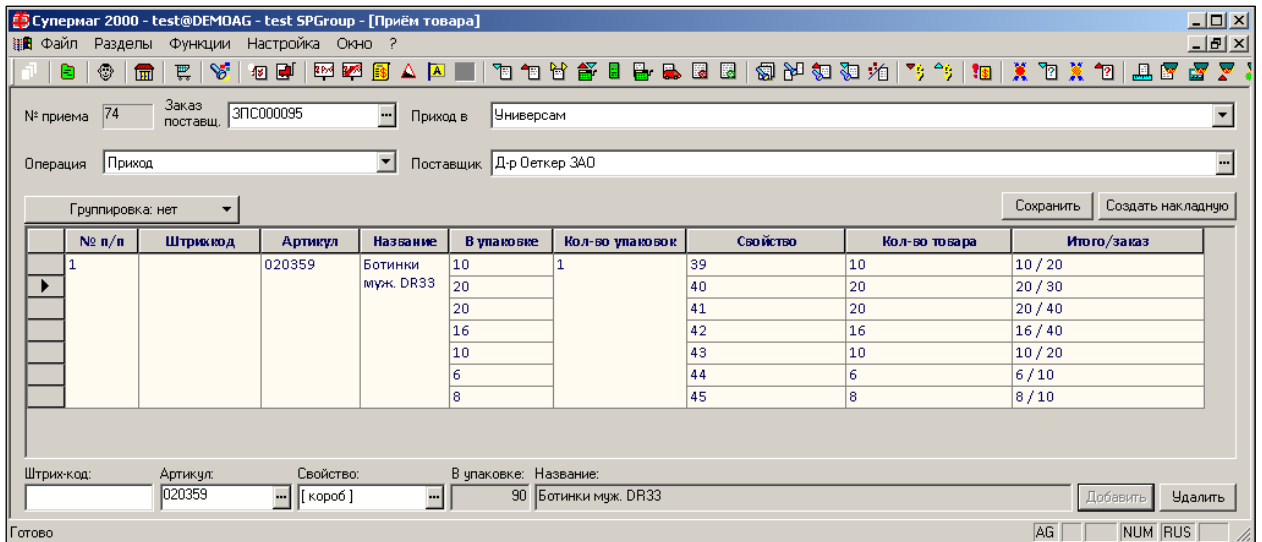 Супермаг 2000 - test@DEMOAG - test SPGroup - [Приём товара]
Файл Разделы Функции Настройка Окно ?
№ приема 74 Заказ поставщ. ЗПС000095 Приход в Универсам
Операция Приход Поставщик Д-р Оеткер ЗАО
Группировка: нет Сохранить Создать накладную
№ п/п Штрихкод Артикул Название В упаковке Кол-во упаковок Свойство Кол-во товара Итого/заказ
1 020359 Ботинки 10 1 39 10 10 / 20
муж. DR33 20 40 20 20 / 30
20 41 20 20 / 40
16 42 16 16 / 40
10 43 10 10 / 20
6 44 6 6 / 10
8 45 8 8 / 10
Штрих-код: Артикул: Свойство: В упаковке: Название:
020359 [ короб ] 90 Ботинки муж. DR33 Добавить Удалить
Готово AG NUM RUS